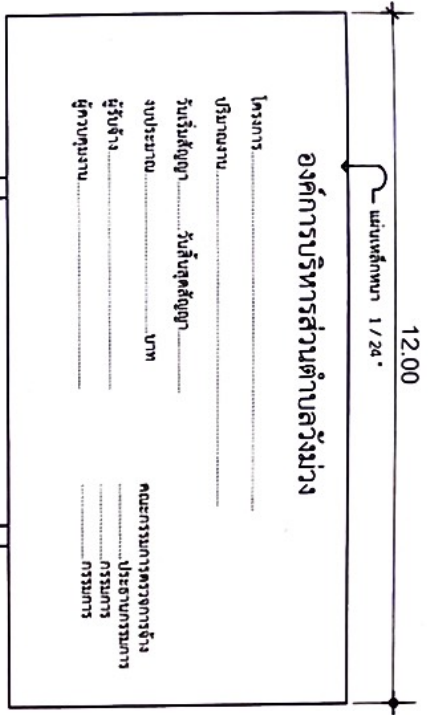 12.00
แผ่นเหล็กหนา 1/24"
องค์การบริหารส่วนตำบลวังม่วง
โครงการ
ปริมาณงาน
วันเริ่มสัญญา วันสิ้นสุดสัญญา
งบประมาณ บาท
ผู้รับจ้าง
ผู้ควบคุมงาน
คณะกรรมการตรวจการจ้าง
ประธานกรรมการ
กรรมการ
กรรมการ